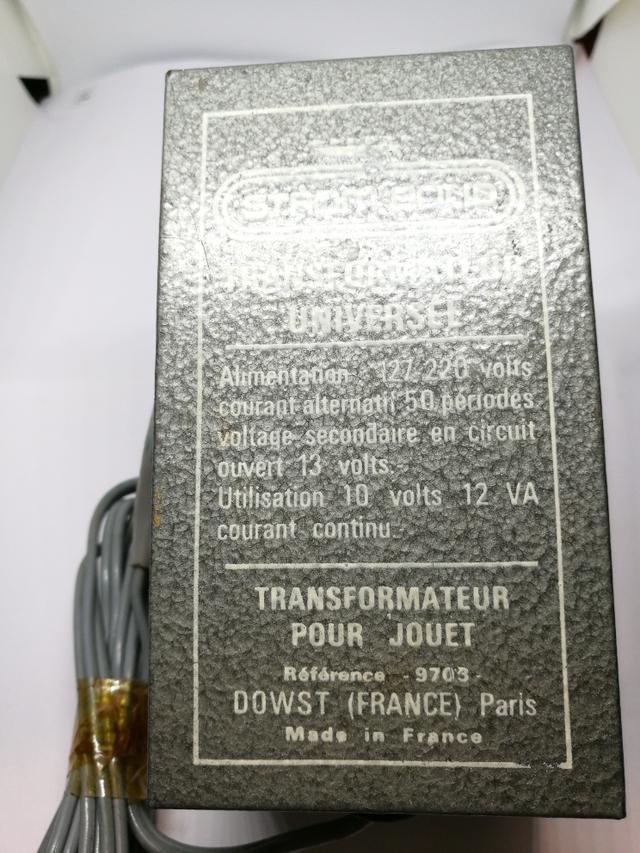 STROMBECKER
TRANSFORMATEUR
UNIVERSEL
Alimentation 127/220 volts
courant alternatif 50 périodes
voltage secondaire en circuit
ouvert 13 volts.-
Utilisation 10 volts 12 VA
courant continu.-
TRANSFORMATEUR
POUR JOUET
Référence - 9703 -
DOWST (FRANCE) Paris
Made in France